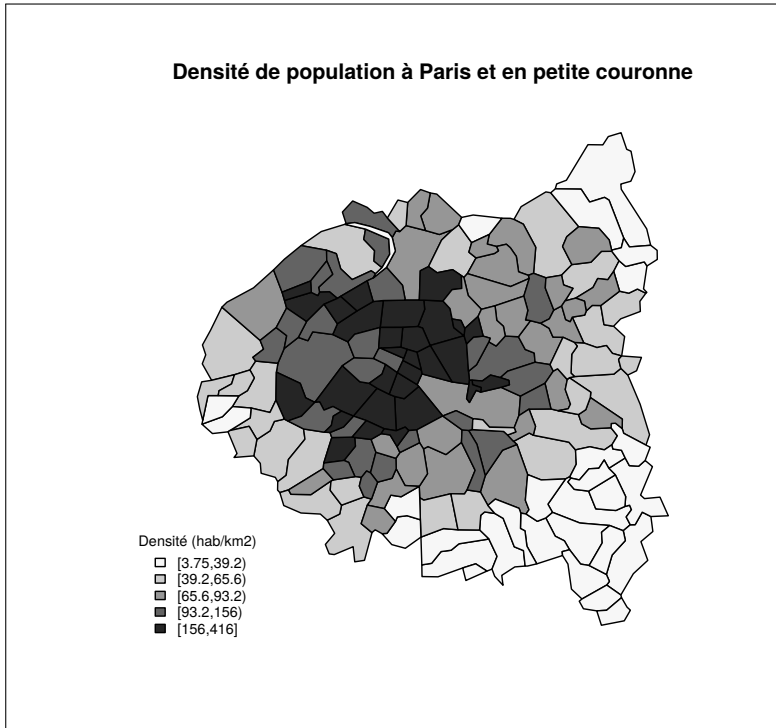 Densité de population à Paris et en petite couronne
Densité (hab/km2)
[3.75,39.2)
[39.2,65.6)
[65.6,93.2)
[93.2,156)
[156,416]